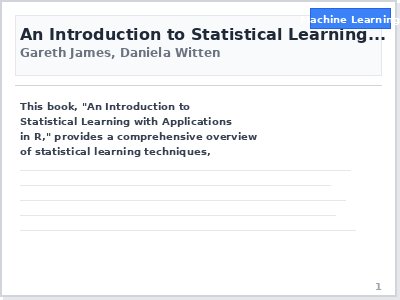 Machine Learning
An Introduction to Statistical Learning...
Gareth James, Daniela Witten
This book, "An Introduction to
Statistical Learning with Applications
in R," provides a comprehensive overview
of statistical learning techniques,
1